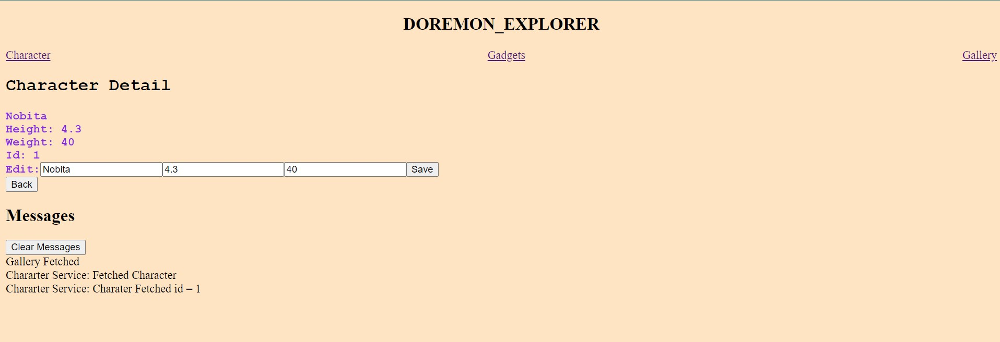 DOREMON_EXPLORER
Character Gadgets Gallery
Character Detail
Nobita
Height: 4.3
Weight: 40
Id: 1
Edit: Nobita 4.3 40 Save
Back
Messages
Clear Messages
Gallery Fetched
Chararter Service: Fetched Character
Chararter Service: Charater Fetched id = 1